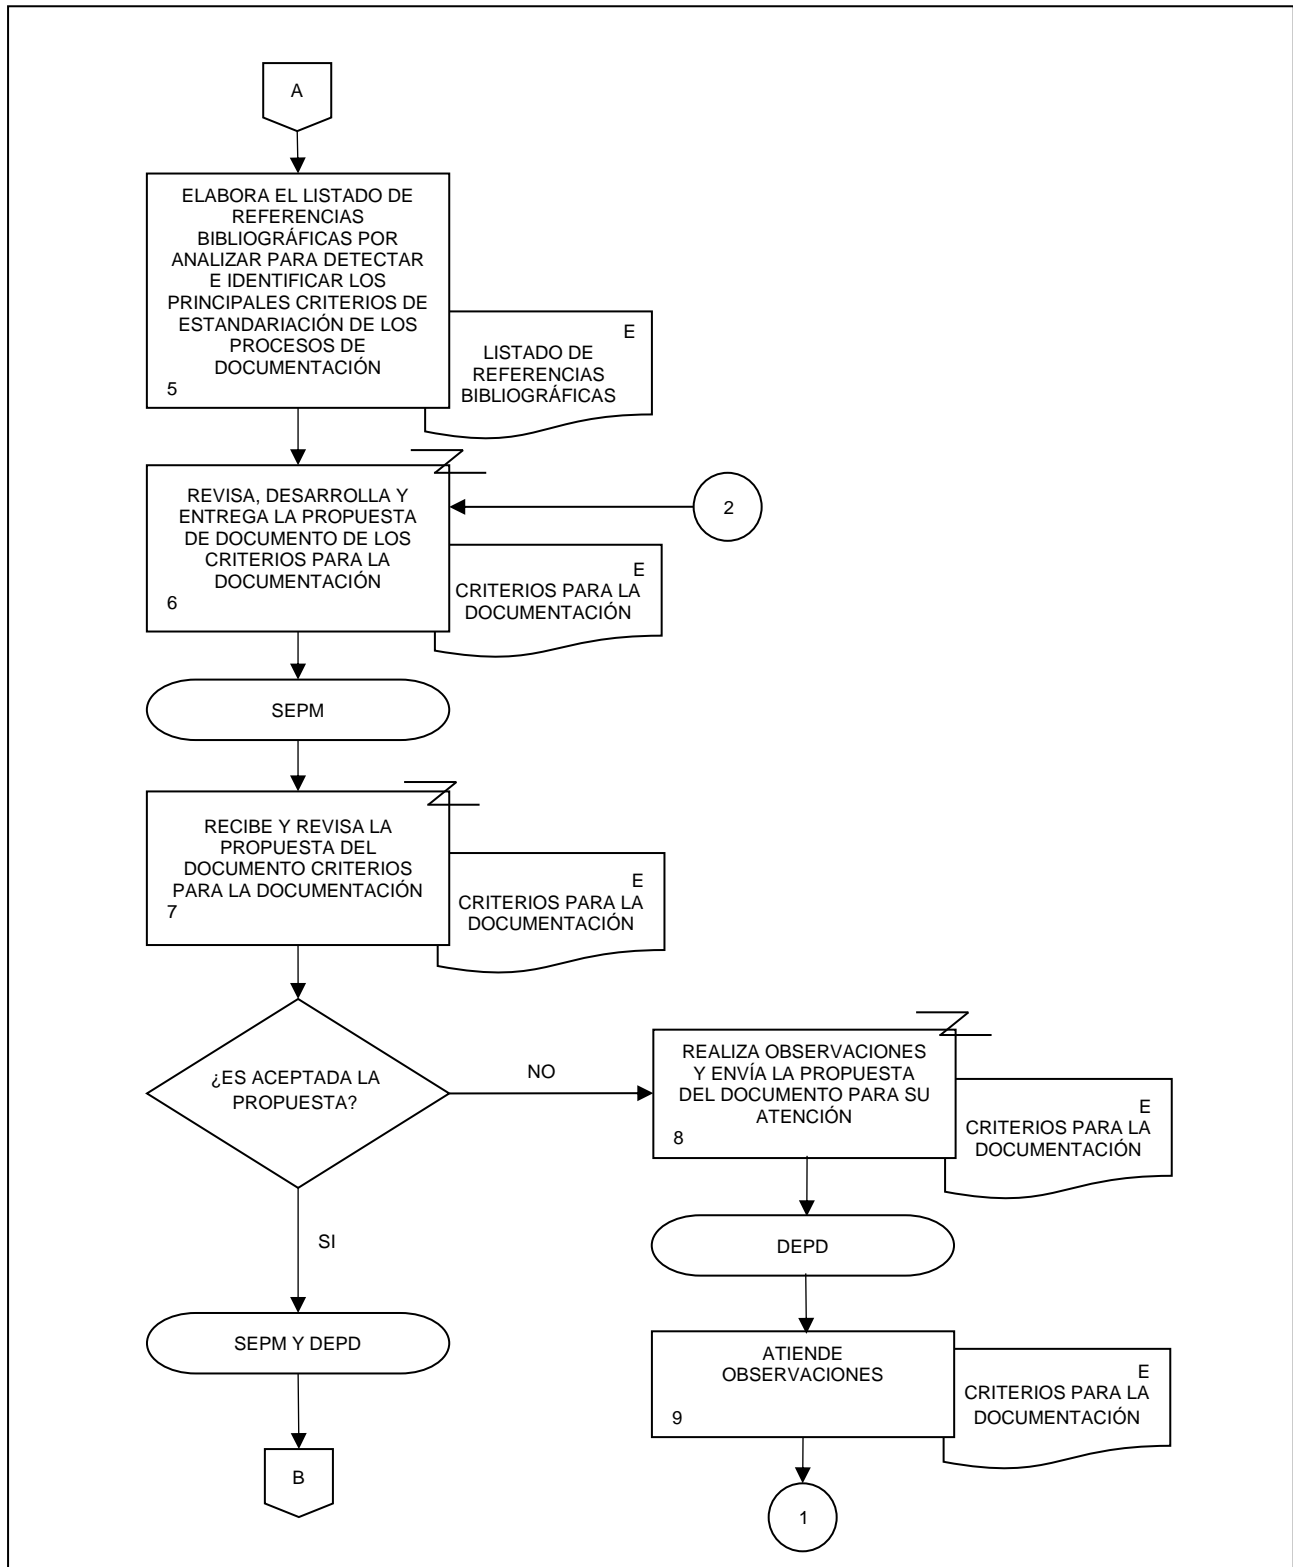 A
ELABORA EL LISTADO DE
REFERENCIAS
BIBLIOGRÁFICAS POR
ANALIZAR PARA DETECTAR
E IDENTIFICAR LOS
PRINCIPALES CRITERIOS DE
ESTANDARIACIÓN DE LOS
PROCESOS DE
DOCUMENTACIÓN
5
E
LISTADO DE
REFERENCIAS
BIBLIOGRÁFICAS
REVISA, DESARROLLA Y
ENTREGA LA PROPUESTA
DE DOCUMENTO DE LOS
CRITERIOS PARA LA
DOCUMENTACIÓN
6
2
E
CRITERIOS PARA LA
DOCUMENTACIÓN
SEPM
RECIBE Y REVISA LA
PROPUESTA DEL
DOCUMENTO CRITERIOS
PARA LA DOCUMENTACIÓN
7
E
CRITERIOS PARA LA
DOCUMENTACIÓN
¿ES ACEPTADA LA
PROPUESTA?
NO
REALIZA OBSERVACIONES
Y ENVÍA LA PROPUESTA
DEL DOCUMENTO PARA SU
ATENCIÓN
8
E
CRITERIOS PARA LA
DOCUMENTACIÓN
SI
DEPD
SEPM Y DEPD
ATIENDE
OBSERVACIONES
9
E
CRITERIOS PARA LA
DOCUMENTACIÓN
B
1